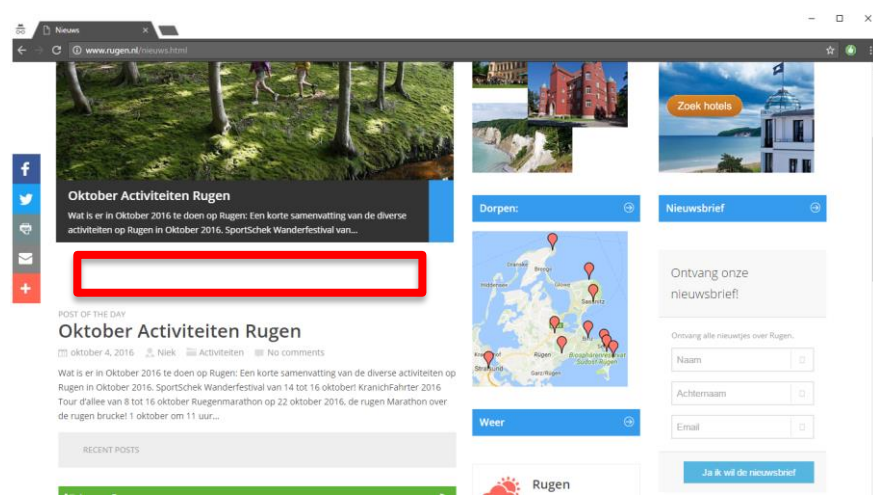 Nieuws
www.rugen.nl/nieuws.html
Oktober Activiteiten Rugen
Wat is er in Oktober 2016 te doen op Rugen: Een korte samenvatting van de diverse
activiteiten op Rugen in Oktober 2016. SportSchek Wanderfestival van...
POST OF THE DAY
Oktober Activiteiten Rugen
oktober 4, 2016 Niek Activiteiten No comments
Wat is er in Oktober 2016 te doen op Rugen: Een korte samenvatting van de diverse activiteiten op
Rugen in Oktober 2016. SportSchek Wanderfestival van 14 tot 16 oktober! KranichFahrter 2016
Tour d'allee van 8 tot 16 oktober Ruegenmarathon op 22 oktober 2016, de rugen Marathon over
de rugen brucke! 1 oktober om 11 uur...
RECENT POSTS
Dorpen:
Dranske
Breege
Glowe
Sassnitz
Rugen
Stralsund
Garz/Rügen
Weer
Rugen
Zoek hotels
Nieuwsbrief
Ontvang onze
nieuwsbrief!
Ontvang alle nieuwtjes over Rugen.
Naam
Achternaam
Email
Ja ik wil de nieuwsbrief